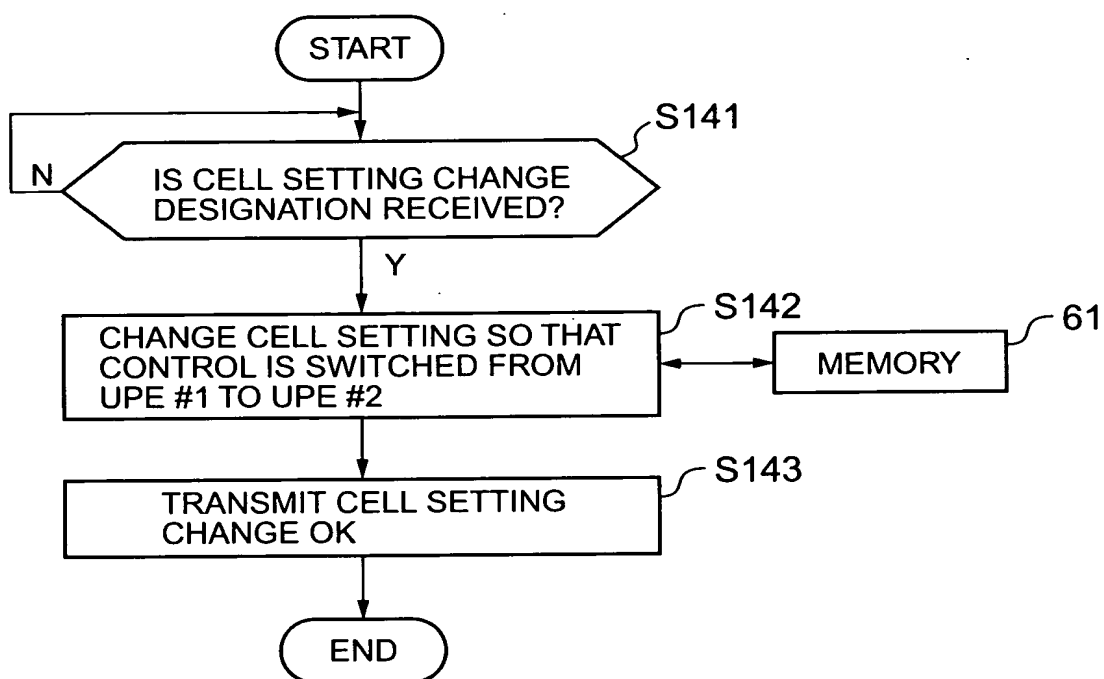 START
S141
N
IS CELL SETTING CHANGE
DESIGNATION RECEIVED?
Y
S142
61
CHANGE CELL SETTING SO THAT
CONTROL IS SWITCHED FROM
UPE #1 TO UPE #2
MEMORY
S143
TRANSMIT CELL SETTING
CHANGE OK
END